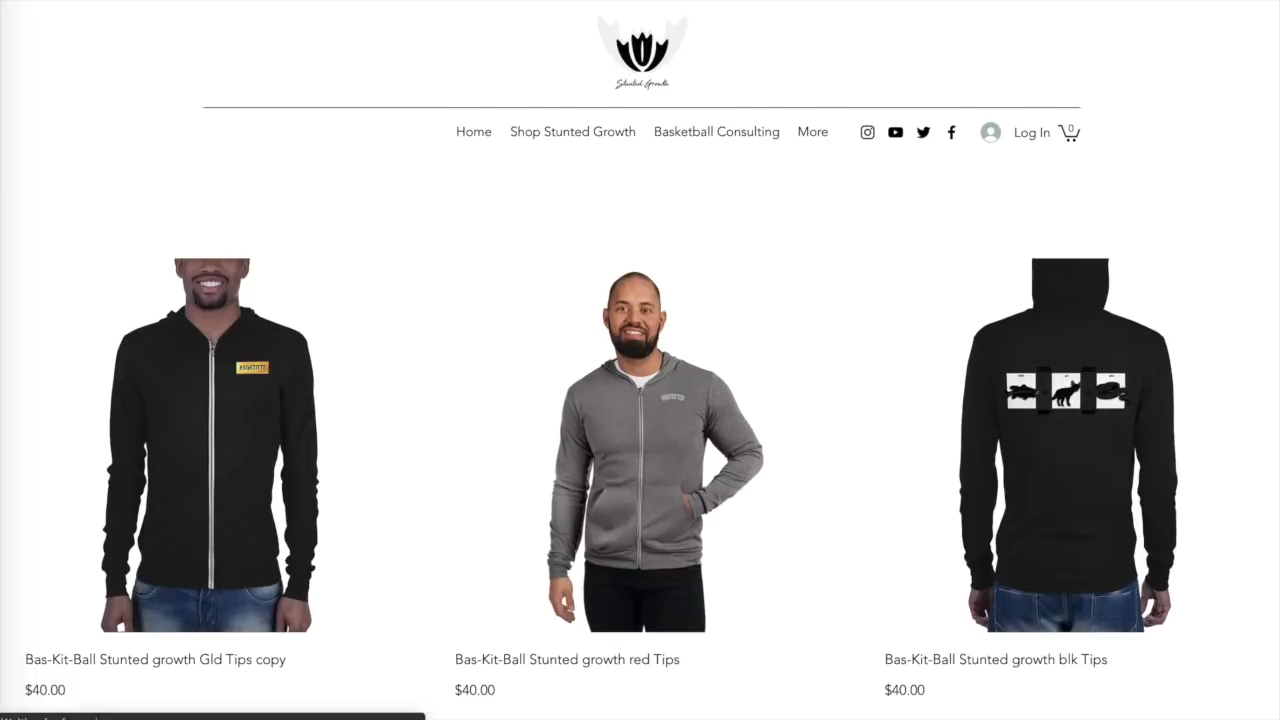 Stunted Growth
Home Shop Stunted Growth Basketball Consulting More Log In 0
Bas-Kit-Ball Stunted growth Gld Tips copy
$40.00
Bas-Kit-Ball Stunted growth red Tips
$40.00
Bas-Kit-Ball Stunted growth blk Tips
$40.00